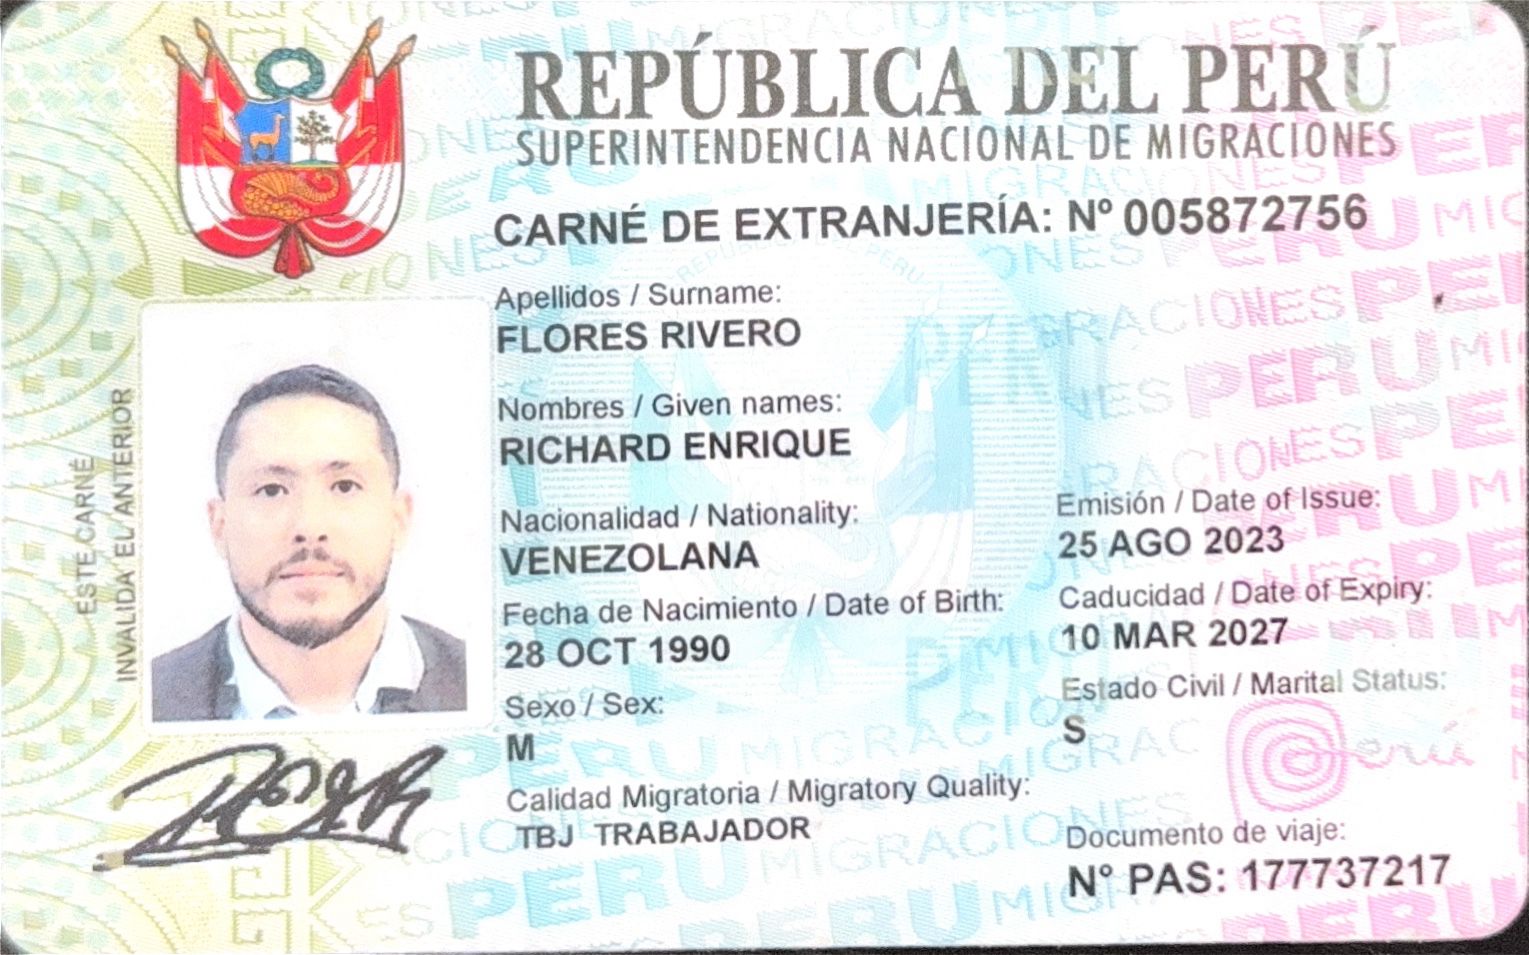 REPÚBLICA DEL PERÚ
SUPERINTENDENCIA NACIONAL DE MIGRACIONES
CARNÉ DE EXTRANJERÍA: Nº 005872756
Apellidos / Surname:
FLORES RIVERO
Nombres / Given names:
RICHARD ENRIQUE
Nacionalidad / Nationality:
VENEZOLANA
Emisión / Date of Issue:
25 AGO 2023
Fecha de Nacimiento / Date of Birth:
28 OCT 1990
Caducidad / Date of Expiry:
10 MAR 2027
Sexo / Sex:
M
Estado Civil / Marital Status:
S
Calidad Migratoria / Migratory Quality:
TBJ TRABAJADOR
Documento de viaje:
N° PAS: 177737217
ESTE CARNÉ
INVALIDA EL ANTERIOR
Perú
PERU MIGRACIONES